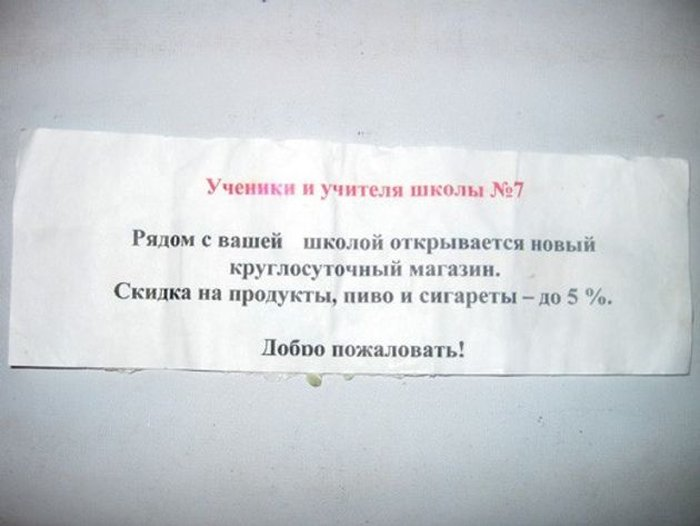 Ученики и учителя школы №7
Рядом с вашей школой открывается новый
круглосуточный магазин.
Скидка на продукты, пиво и сигареты – до 5 %.
Добро пожаловать!